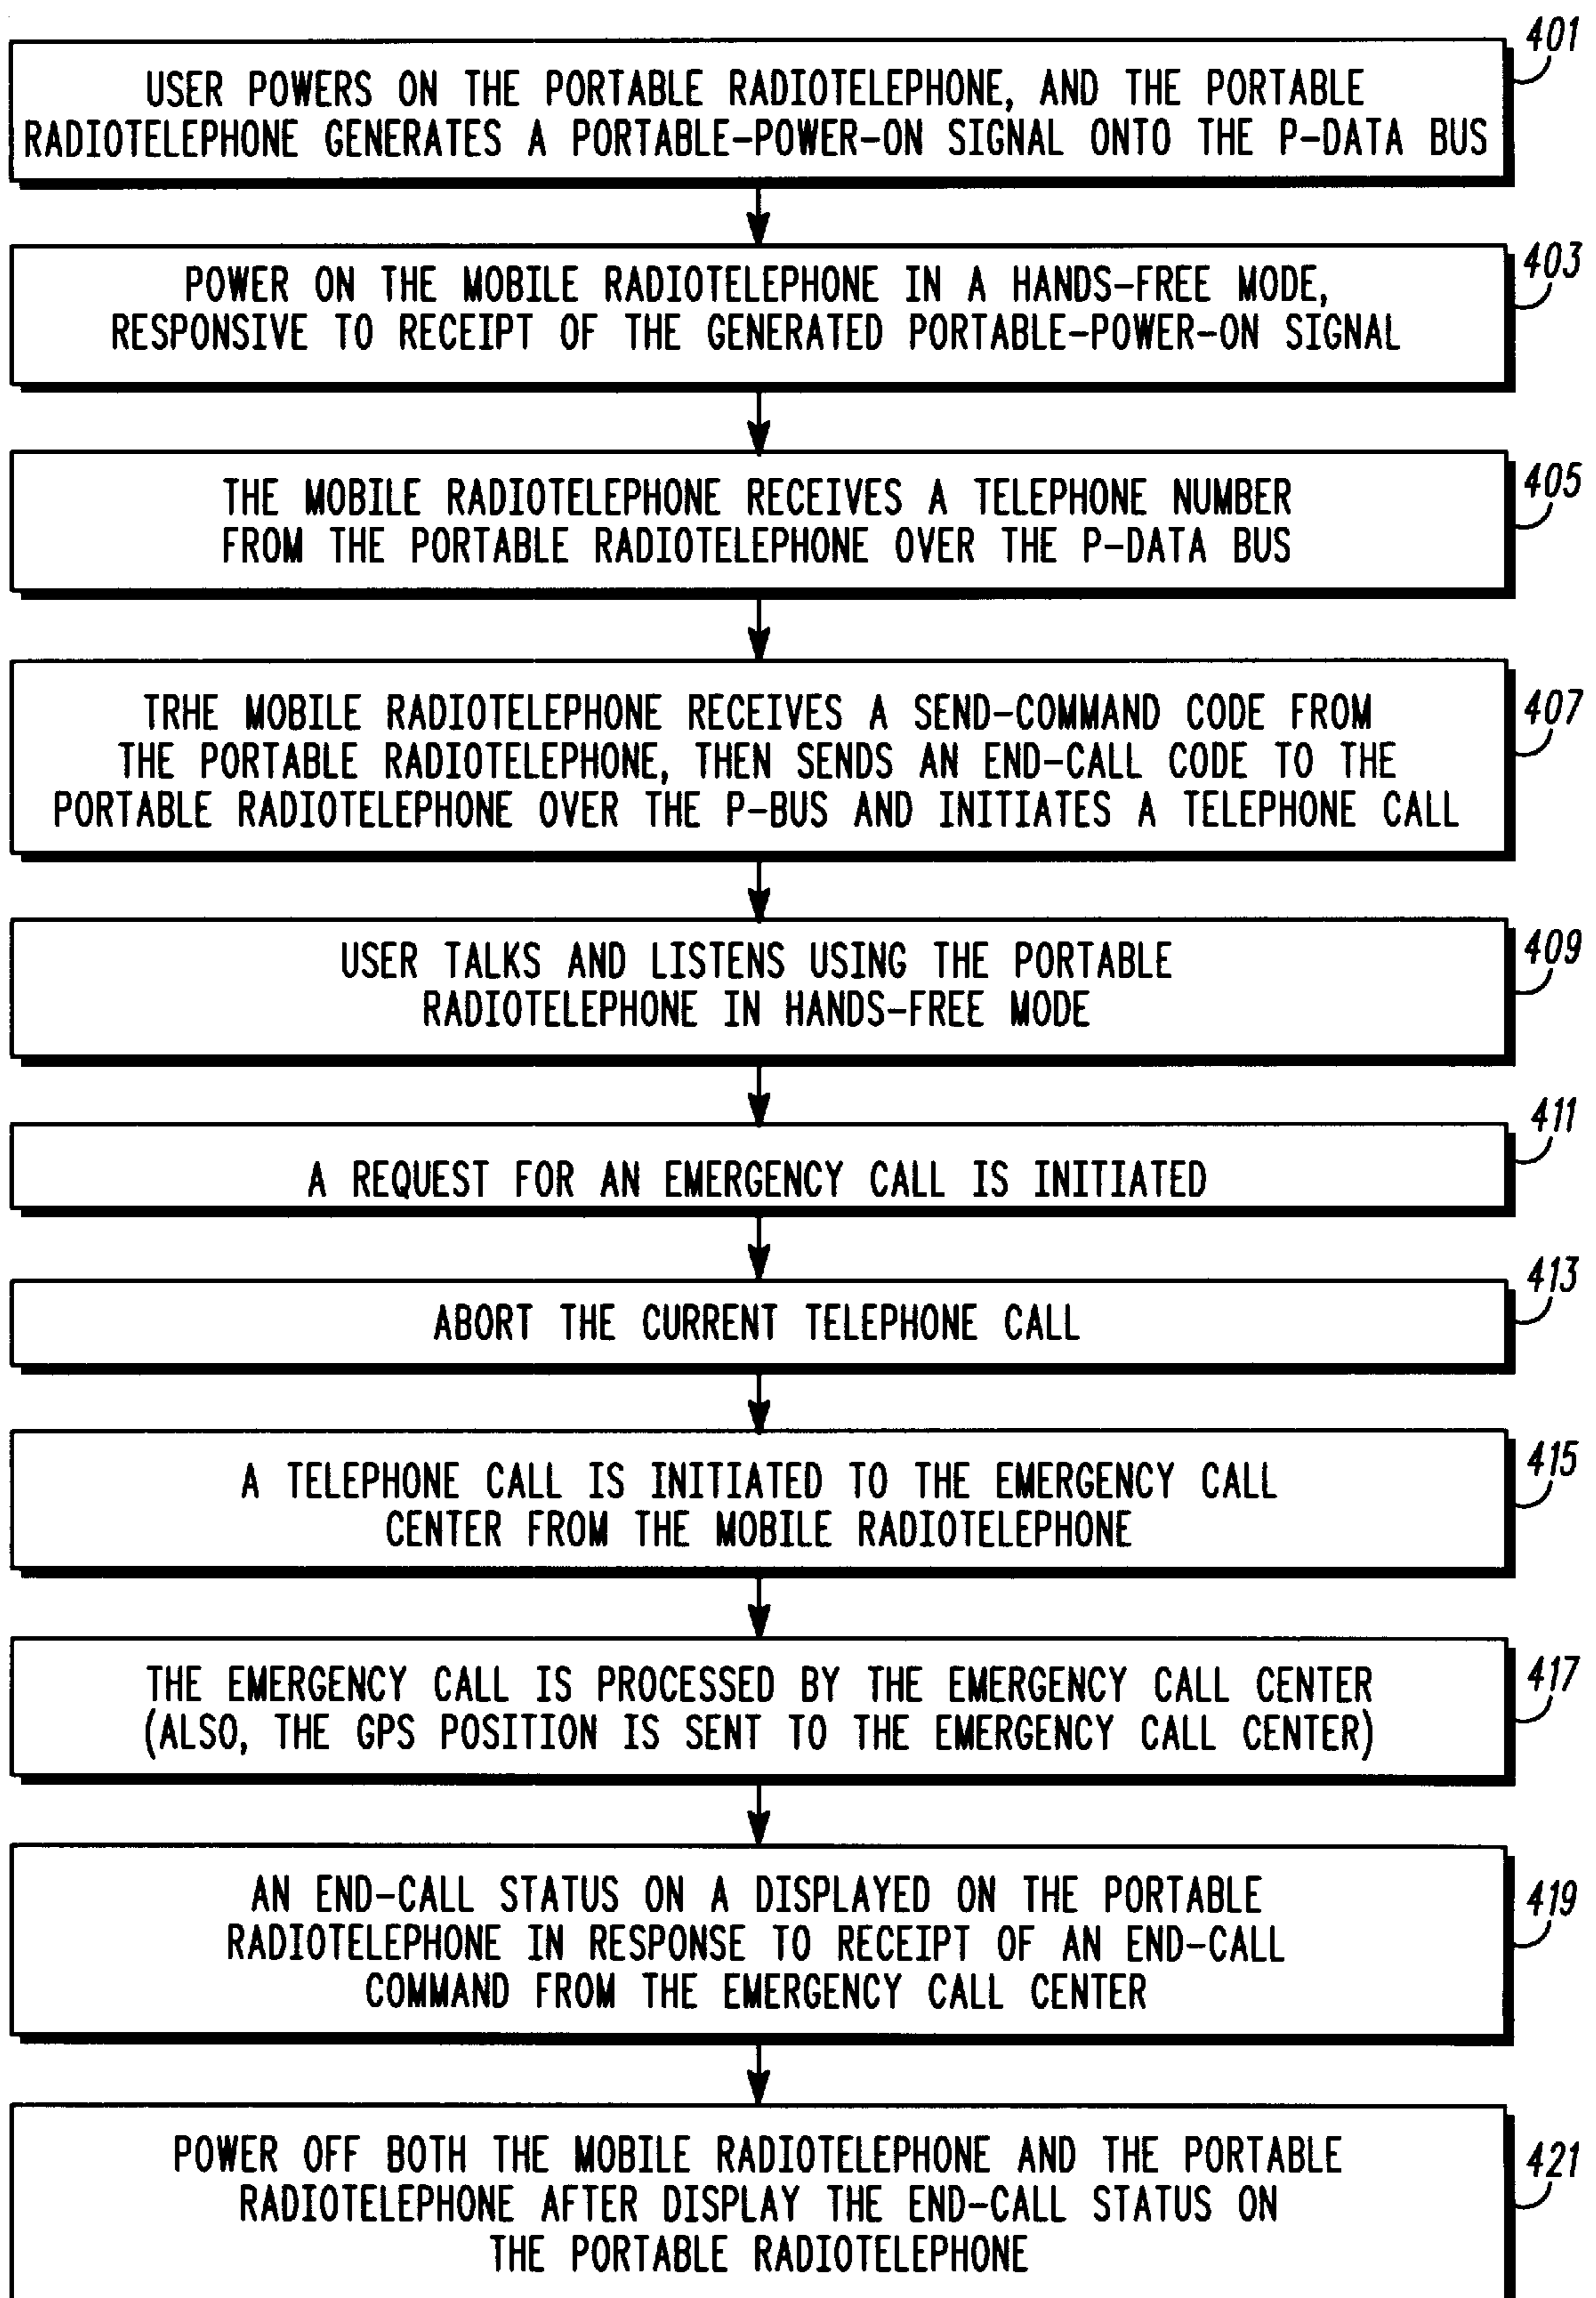 401
USER POWERS ON THE PORTABLE RADIOTELEPHONE, AND THE PORTABLE
RADIOTELEPHONE GENERATES A PORTABLE-POWER-ON SIGNAL ONTO THE P-DATA BUS
403
POWER ON THE MOBILE RADIOTELEPHONE IN A HANDS-FREE MODE,
RESPONSIVE TO RECEIPT OF THE GENERATED PORTABLE-POWER-ON SIGNAL
405
THE MOBILE RADIOTELEPHONE RECEIVES A TELEPHONE NUMBER
FROM THE PORTABLE RADIOTELEPHONE OVER THE P-DATA BUS
407
TRHE MOBILE RADIOTELEPHONE RECEIVES A SEND-COMMAND CODE FROM
THE PORTABLE RADIOTELEPHONE, THEN SENDS AN END-CALL CODE TO THE
PORTABLE RADIOTELEPHONE OVER THE P-BUS AND INITIATES A TELEPHONE CALL
409
USER TALKS AND LISTENS USING THE PORTABLE
RADIOTELEPHONE IN HANDS-FREE MODE
411
A REQUEST FOR AN EMERGENCY CALL IS INITIATED
413
ABORT THE CURRENT TELEPHONE CALL
415
A TELEPHONE CALL IS INITIATED TO THE EMERGENCY CALL
CENTER FROM THE MOBILE RADIOTELEPHONE
417
THE EMERGENCY CALL IS PROCESSED BY THE EMERGENCY CALL CENTER
(ALSO, THE GPS POSITION IS SENT TO THE EMERGENCY CALL CENTER)
419
AN END-CALL STATUS ON A DISPLAYED ON THE PORTABLE
RADIOTELEPHONE IN RESPONSE TO RECEIPT OF AN END-CALL
COMMAND FROM THE EMERGENCY CALL CENTER
421
POWER OFF BOTH THE MOBILE RADIOTELEPHONE AND THE PORTABLE
RADIOTELEPHONE AFTER DISPLAY THE END-CALL STATUS ON
THE PORTABLE RADIOTELEPHONE